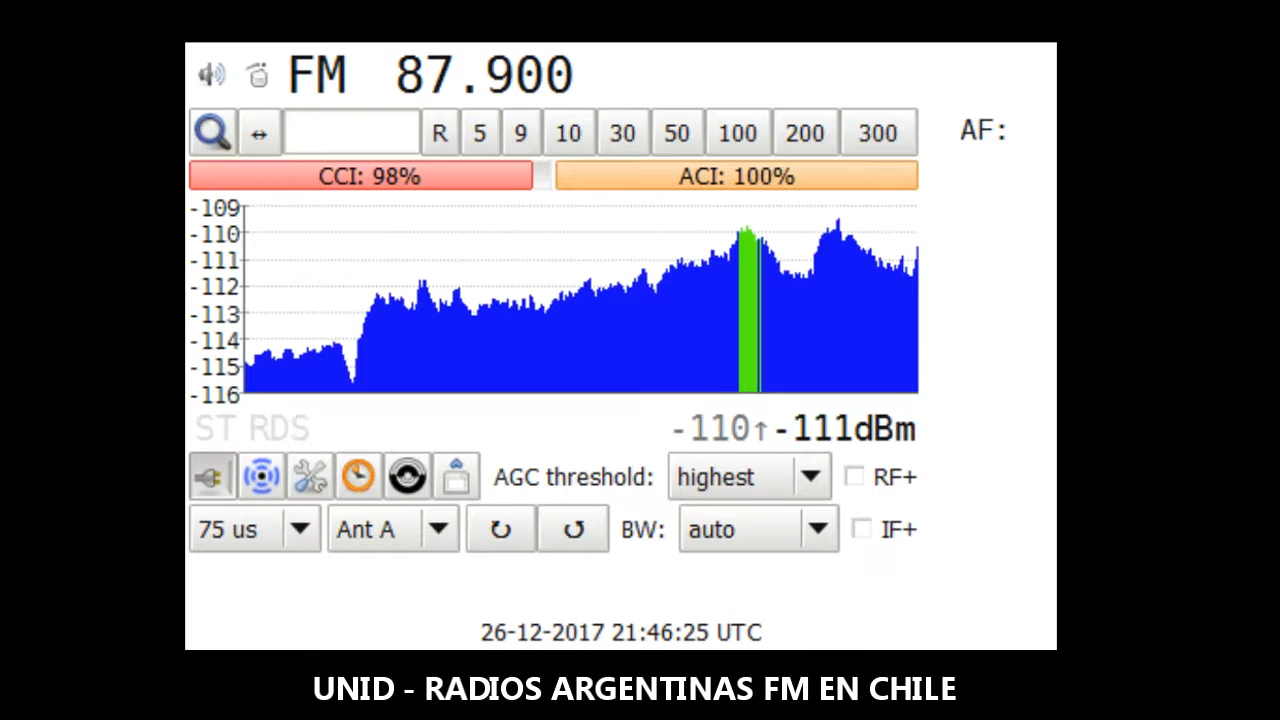 FM 87.900
R 5 9 10 30 50 100 200 300 AF:
CCI: 98% ACI: 100%
-109
-110
-111
-112
-113
-114
-115
-116
ST RDS -110↑-111dBm
AGC threshold: highest RF+
75 us Ant A ↻ ↺ BW: auto IF+
26-12-2017 21:46:25 UTC
UNID - RADIOS ARGENTINAS FM EN CHILE